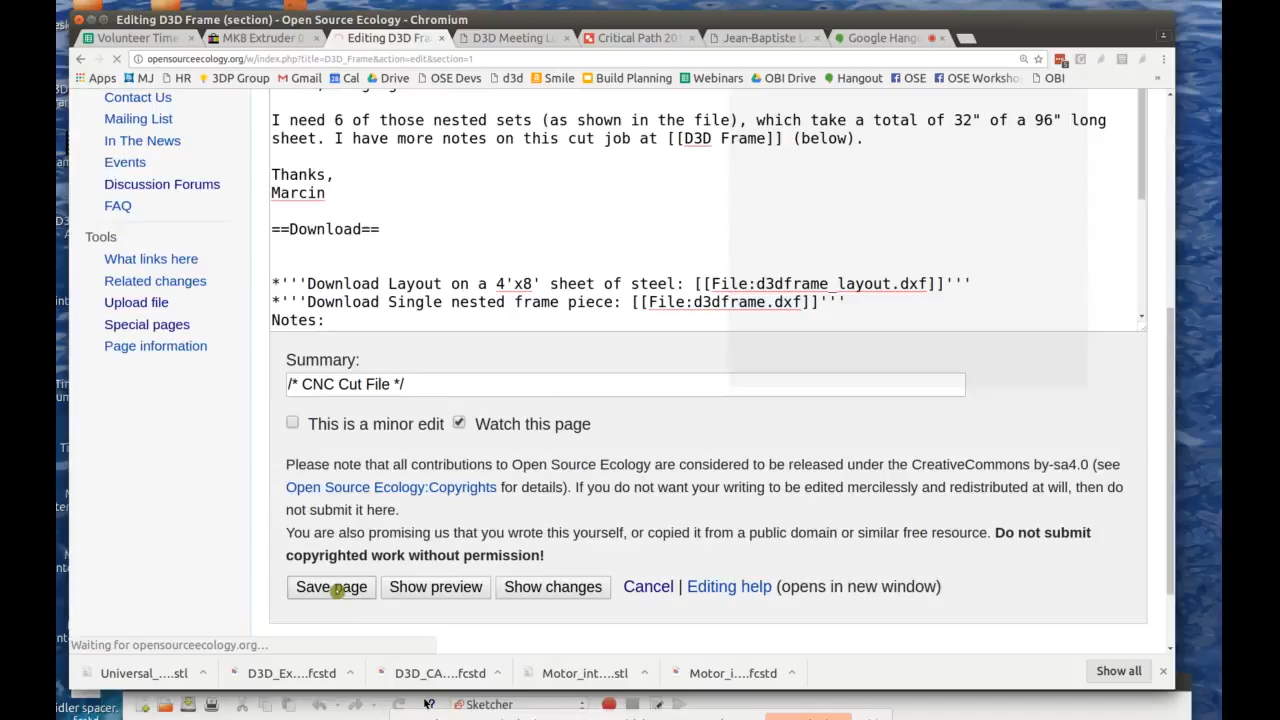 Editing D3D Frame (section) - Open Source Ecology - Chromium
Volunteer Time MK8 Extruder Editing D3D Fra D3D Meeting Lo Critical Path 20 Jean-Baptiste L Google Hang
opensourceecology.org/w/index.php?title=D3D_Frame&action=edit&section=1
Apps MJ HR 3DP Group Gmail Cal Drive OSE Devs d3d Smile Build Planning Webinars OBI Drive Hangout OSE OSE Worksho OBI »
Contact Us
Mailing List
In The News
Events
Discussion Forums
FAQ
Tools
What links here
Related changes
Upload file
Special pages
Page information
I need 6 of those nested sets (as shown in the file), which take a total of 32" of a 96" long
sheet. I have more notes on this cut job at [[D3D Frame]] (below).
Thanks,
Marcin
==Download==
*'''Download Layout on a 4'x8' sheet of steel: [[File:d3dframe_layout.dxf]]'''
*'''Download Single nested frame piece: [[File:d3dframe.dxf]]'''
Notes:
Summary:
/* CNC Cut File */
This is a minor edit Watch this page
Please note that all contributions to Open Source Ecology are considered to be released under the CreativeCommons by-sa4.0 (see
Open Source Ecology:Copyrights for details). If you do not want your writing to be edited mercilessly and redistributed at will, then do
not submit it here.
You are also promising us that you wrote this yourself, or copied it from a public domain or similar free resource. Do not submit
copyrighted work without permission!
Save page Show preview Show changes Cancel | Editing help (opens in new window)
Waiting for opensourceecology.org...
Universal_....stl D3D_Ex....fcstd D3D_CA....fcstd Motor_int....stl Motor_i....fcstd Show all
idler spacer.
fcstd
Sketcher